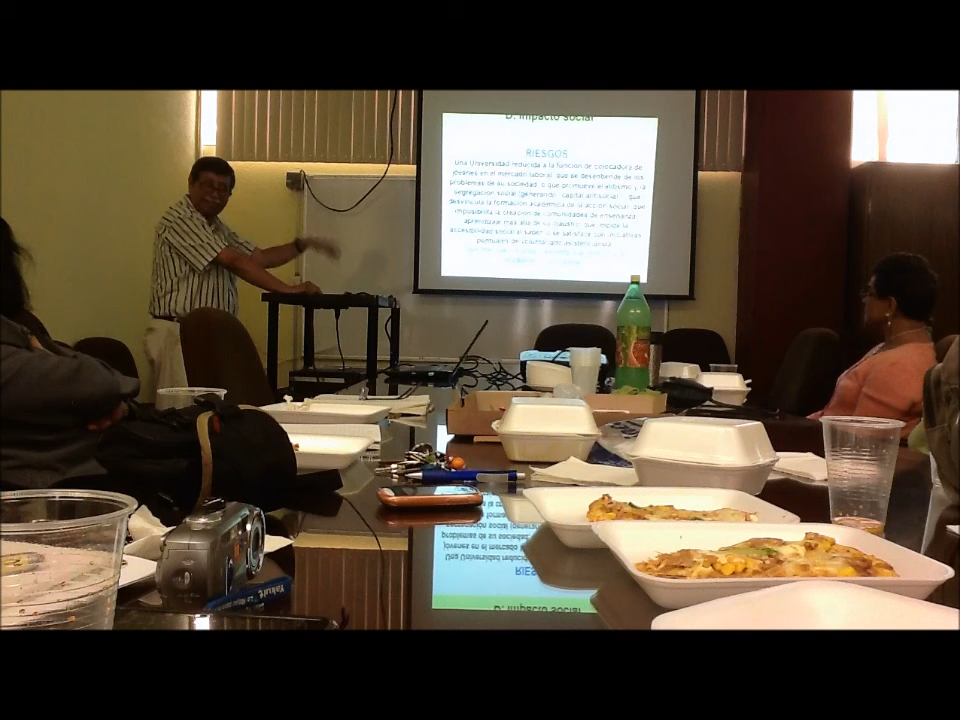 D. Impacto social
RIESGOS
Una Universidad reducida a la función de colocadora de
jóvenes en el mercado laboral, que se desentiende de los
problemas de su sociedad, o que promueve el elitismo y la
segregación social (generando "capital antisocial"), que
desvincula la formación académica de la acción social, que
imposibilita la creación de comunidades de enseñanza
aprendizaje más allá de su claustro, que impide la
accesibilidad social al saber, o se satisface con iniciativas
puntuales de voluntariado asistencialista
Yakult